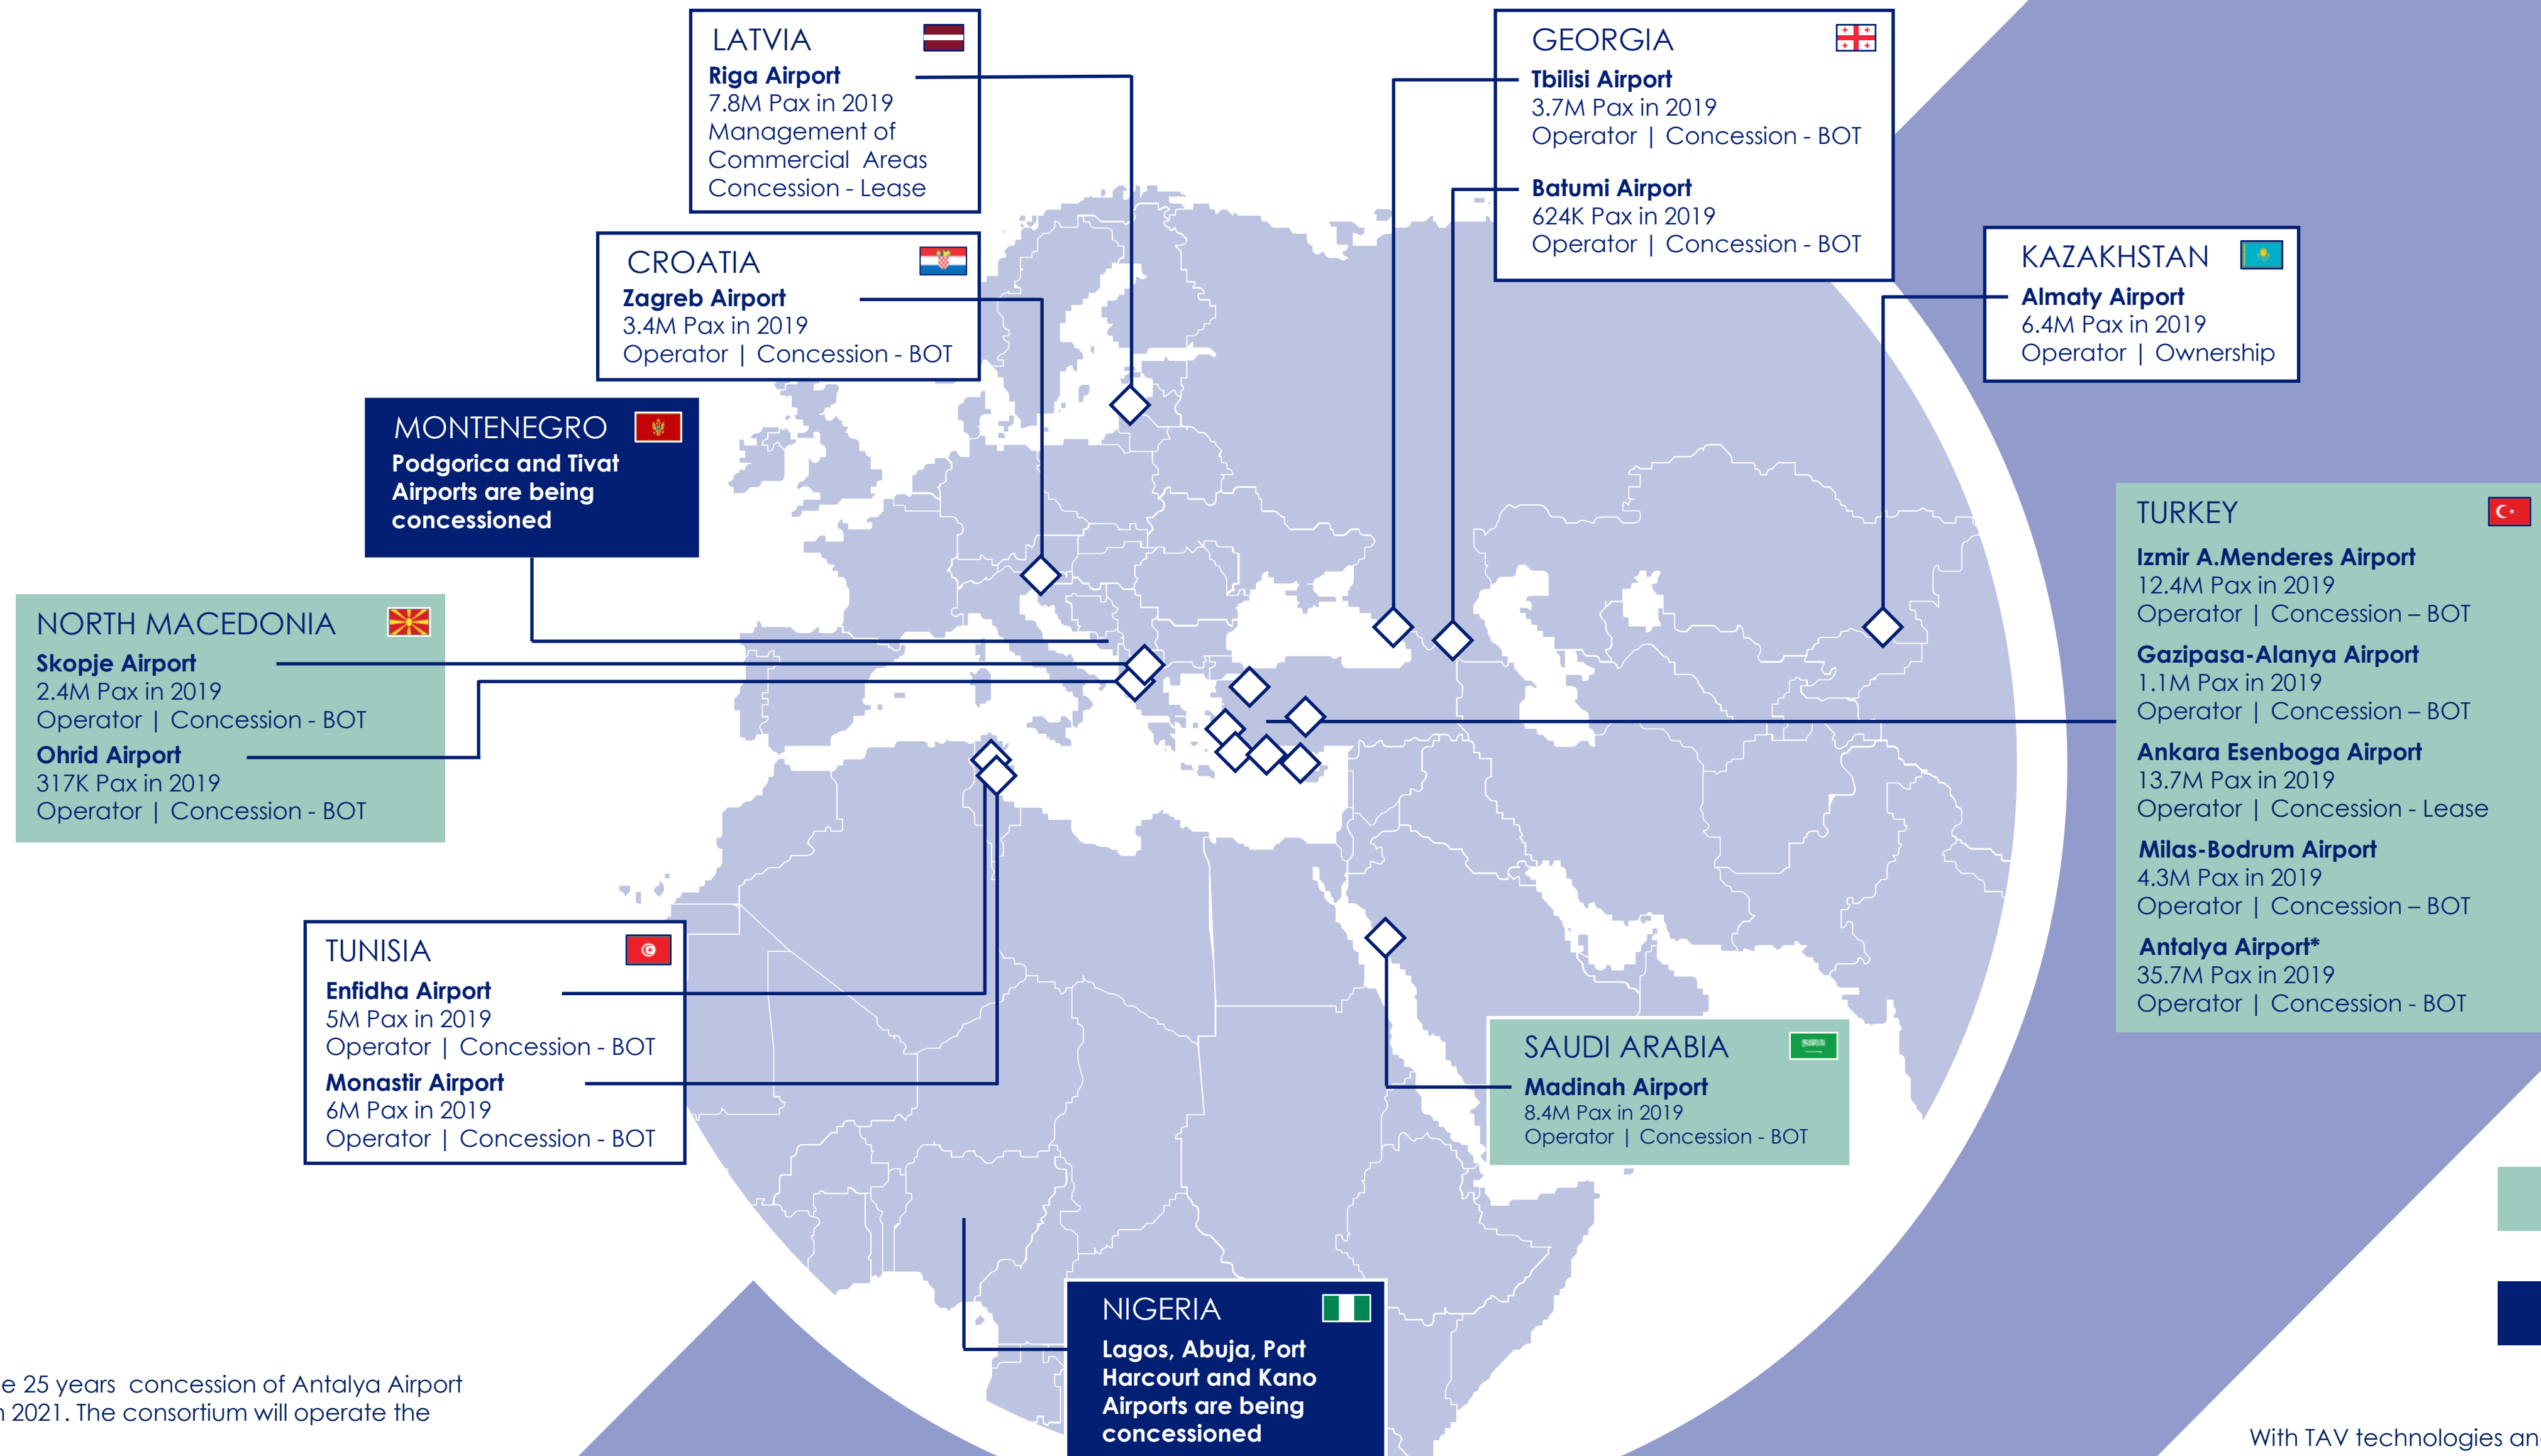 LATVIA
Riga Airport
7.8M Pax in 2019
Management of
Commercial Areas
Concession - Lease
GEORGIA
Tbilisi Airport
3.7M Pax in 2019
Operator | Concession - BOT
Batumi Airport
624K Pax in 2019
Operator | Concession - BOT
CROATIA
Zagreb Airport
3.4M Pax in 2019
Operator | Concession - BOT
KAZAKHSTAN
Almaty Airport
6.4M Pax in 2019
Operator | Ownership
MONTENEGRO
Podgorica and Tivat
Airports are being
concessioned
TURKEY
Izmir A.Menderes Airport
12.4M Pax in 2019
Operator | Concession – BOT
Gazipasa-Alanya Airport
1.1M Pax in 2019
Operator | Concession – BOT
Ankara Esenboga Airport
13.7M Pax in 2019
Operator | Concession - Lease
Milas-Bodrum Airport
4.3M Pax in 2019
Operator | Concession – BOT
Antalya Airport*
35.7M Pax in 2019
Operator | Concession - BOT
NORTH MACEDONIA
Skopje Airport
2.4M Pax in 2019
Operator | Concession - BOT
Ohrid Airport
317K Pax in 2019
Operator | Concession - BOT
TUNISIA
Enfidha Airport
5M Pax in 2019
Operator | Concession - BOT
Monastir Airport
6M Pax in 2019
Operator | Concession - BOT
SAUDI ARABIA
Madinah Airport
8.4M Pax in 2019
Operator | Concession - BOT
NIGERIA
Lagos, Abuja, Port
Harcourt and Kano
Airports are being
concessioned
e 25 years concession of Antalya Airport
n 2021. The consortium will operate the
With TAV technologies an